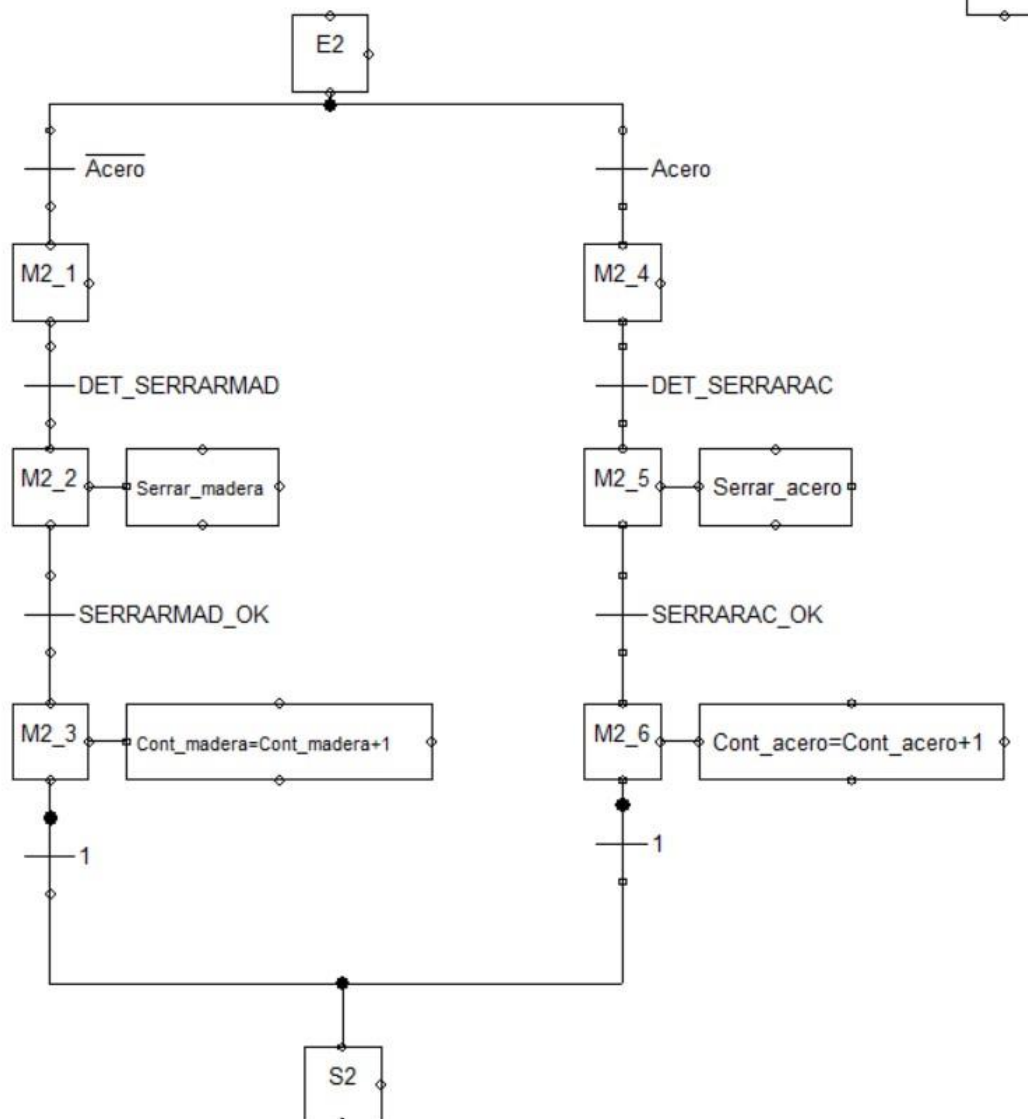 E2
A̅c̅e̅r̅o̅
Acero
M2_1
M2_4
DET_SERRARMAD
DET_SERRARAC
M2_2
Serrar_madera
M2_5
Serrar_acero
SERRARMAD_OK
SERRARAC_OK
M2_3
Cont_madera=Cont_madera+1
M2_6
Cont_acero=Cont_acero+1
1
1
S2